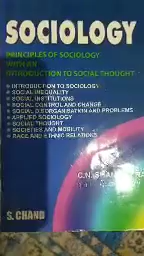 SOCIOLOGY
PRINCIPLES OF SOCIOLOGY
WITH AN
INTRODUCTION TO SOCIAL THOUGHT
INTRODUCTION TO SOCIOLOGY
SOCIAL INEQUALITY
SOCIAL INSTITUTIONS
SOCIAL CONTROL AND CHANGE
SOCIAL DISORGANISATION AND PROBLEMS
APPLIED SOCIOLOGY
SOCIAL THOUGHT
SOCIETIES AND MOBILITY
RACE AND ETHNIC RELATIONS
C.N.
S. CHAND